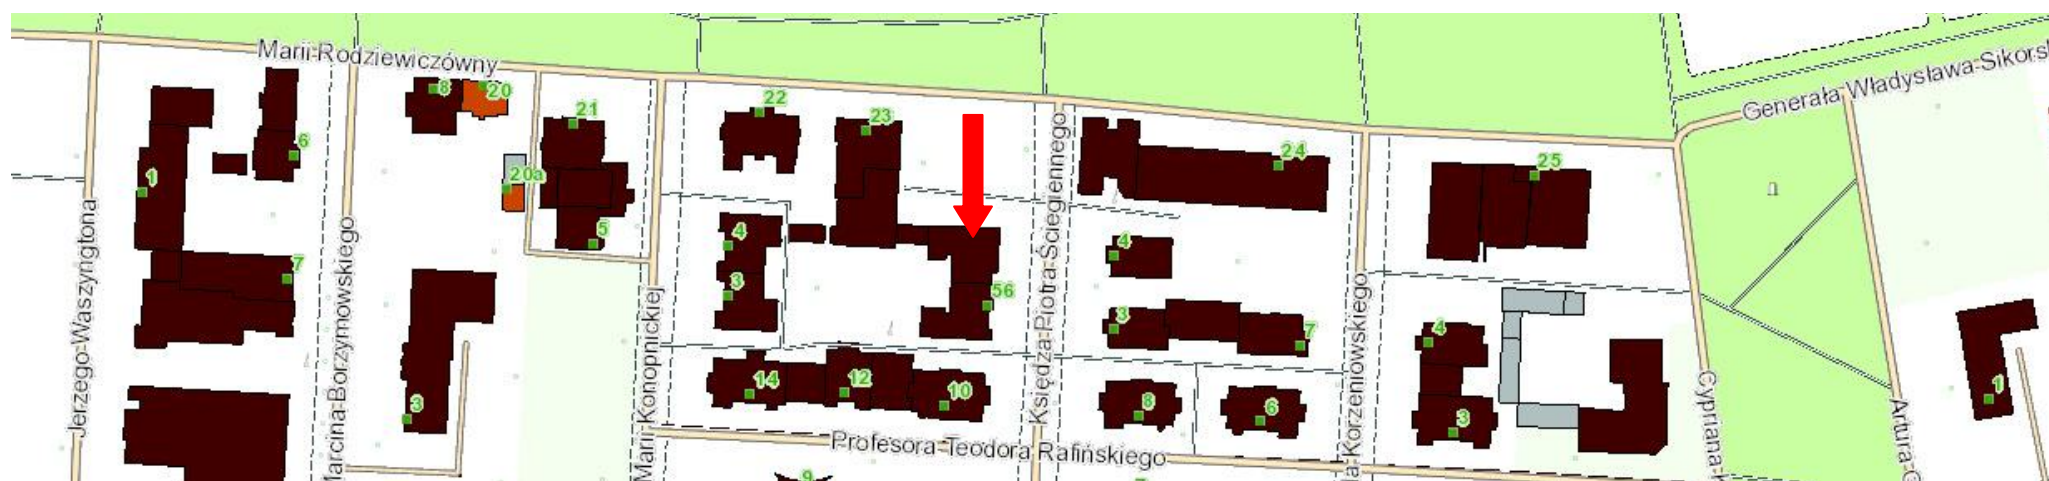 Marii Rodziewiczówny
Generała Władysława Sikors
8
20
21
22
23
24
25
1
6
20a
5
4
3
7
56
4
3
7
4
3
3
14
12
10
8
6
1
9
Jerzego Waszyngtona
Marcina Borzymowskiego
Marii Konopnickiej
Księdza Piotra Ściegiennego
a Korzeniowskiego
Cypriana
Artura
Profesora Teodora Rafińskiego